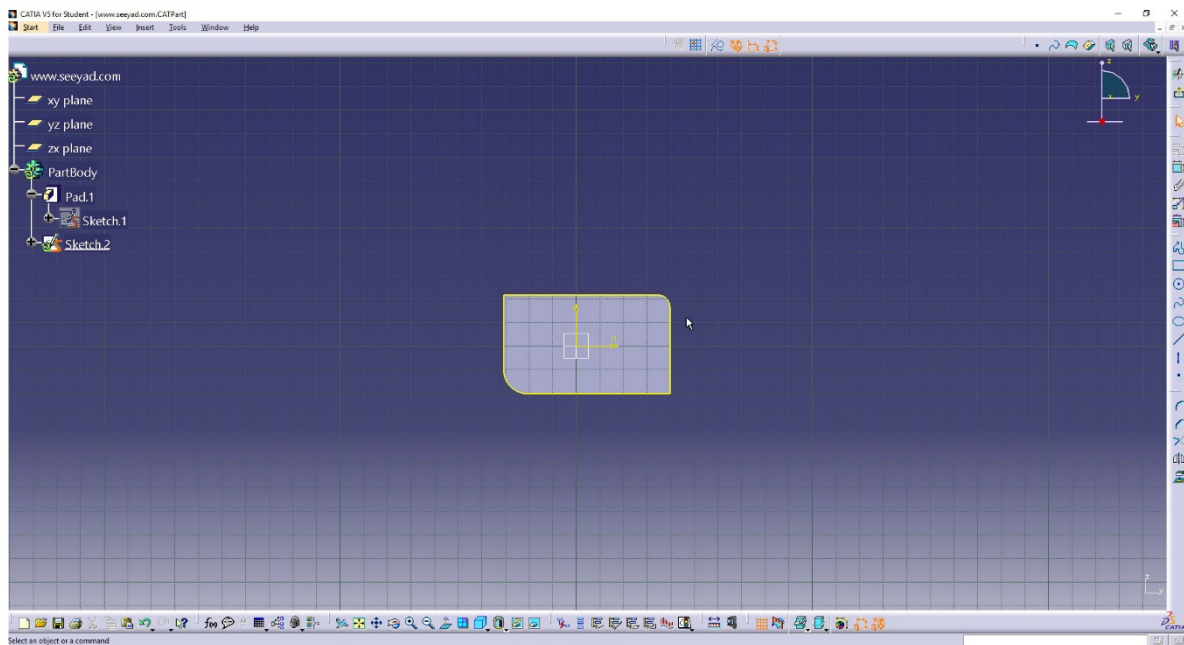 CATIA V5 for Student - [www.seeyad.com.CATPart]
Start File Edit View Insert Tools Window Help
www.seeyad.com
xy plane
yz plane
zx plane
PartBody
Pad.1
Sketch.1
Sketch.2
z
x y
H
z
y
f(x)
CATIA
Select an object or a command